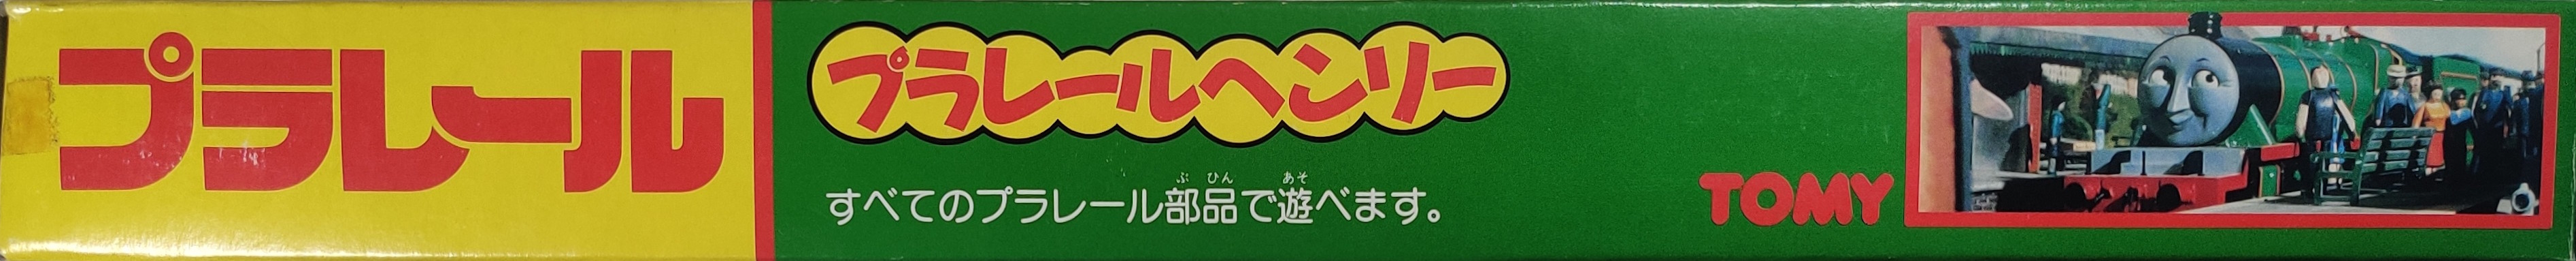 プラレール
プラレールヘンリー
すべてのプラレール部品で遊べます。
ぶ ひん あそ
TOMY